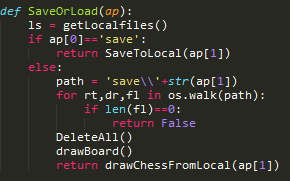 def SaveOrLoad(ap):
    ls = getLocalfiles()
    if ap[0]=='save':
        return SaveToLocal(ap[1])
    else:
        path = 'save\\'+str(ap[1])
        for rt,dr,fl in os.walk(path):
            if len(fl)==0:
                return False
        DeleteAll()
        drawBoard()
        return drawChessFromLocal(ap[1])